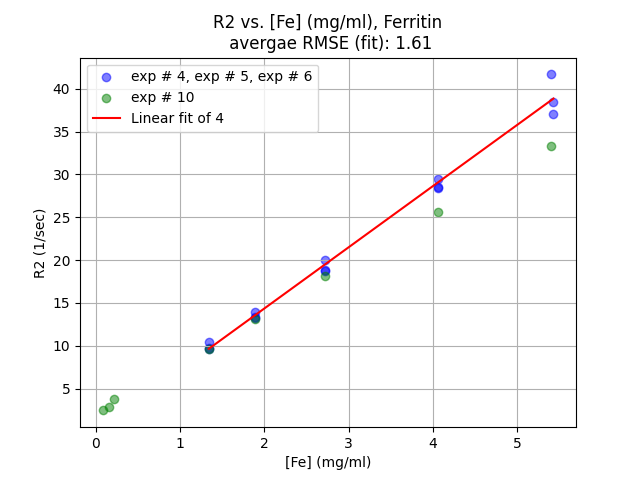 R2 vs. [Fe] (mg/ml), Ferritin
avergae RMSE (fit): 1.61
exp # 4, exp # 5, exp # 6
exp # 10
Linear fit of 4
R2 (1/sec)
40
35
30
25
20
15
10
5
0 1 2 3 4 5
[Fe] (mg/ml)